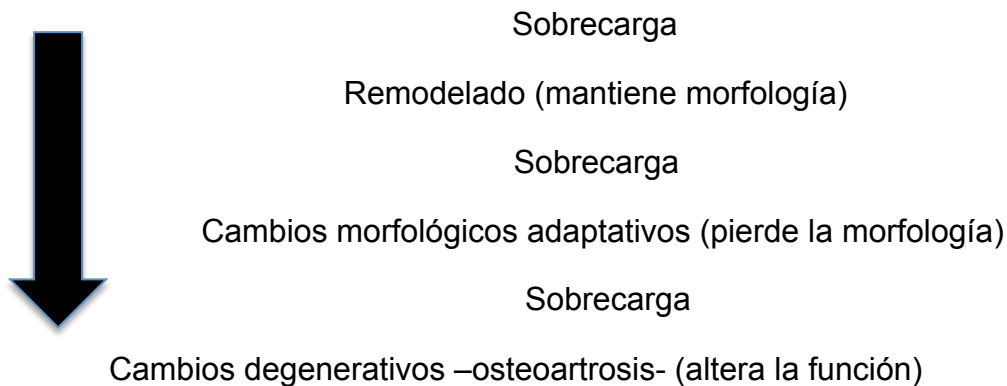 Sobrecarga
Remodelado (mantiene morfología)
Sobrecarga
Cambios morfológicos adaptativos (pierde la morfología)
Sobrecarga
Cambios degenerativos –osteoartrosis- (altera la función)